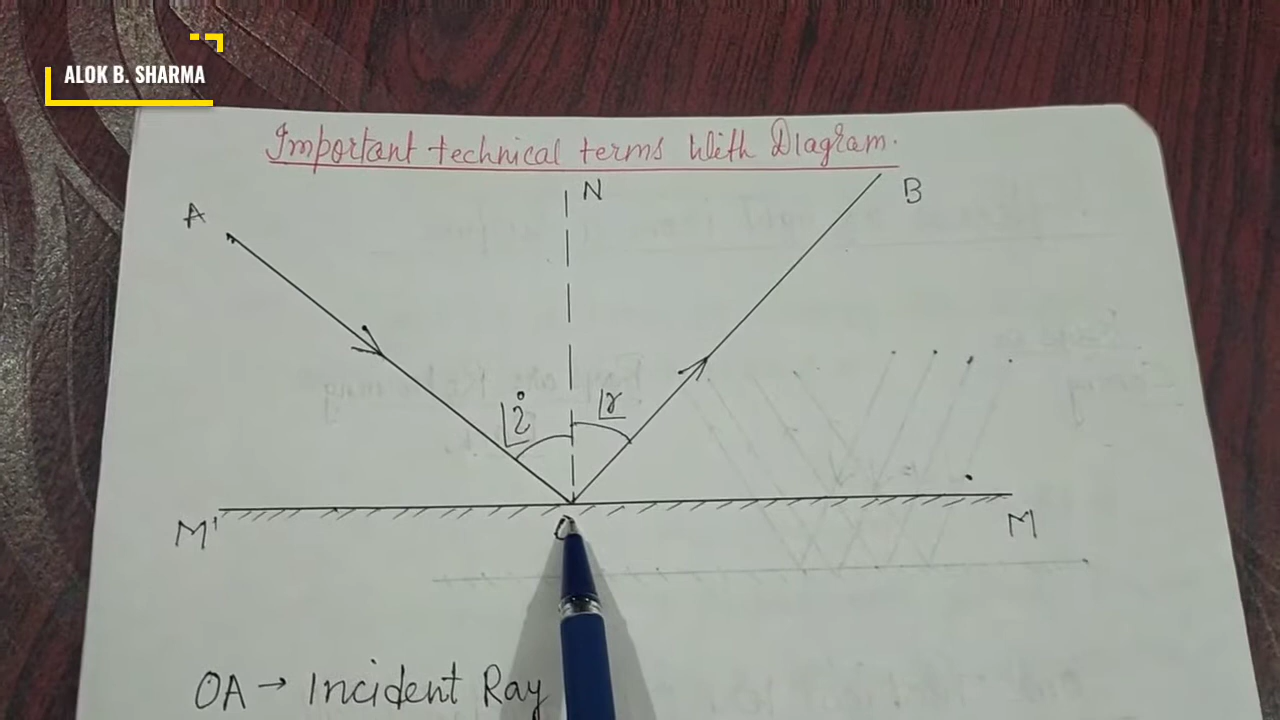 ALOK B. SHARMA
Important technical terms With Diagram.
N
B
A
∠i
∠r
M'
M
OA → Incident Ray